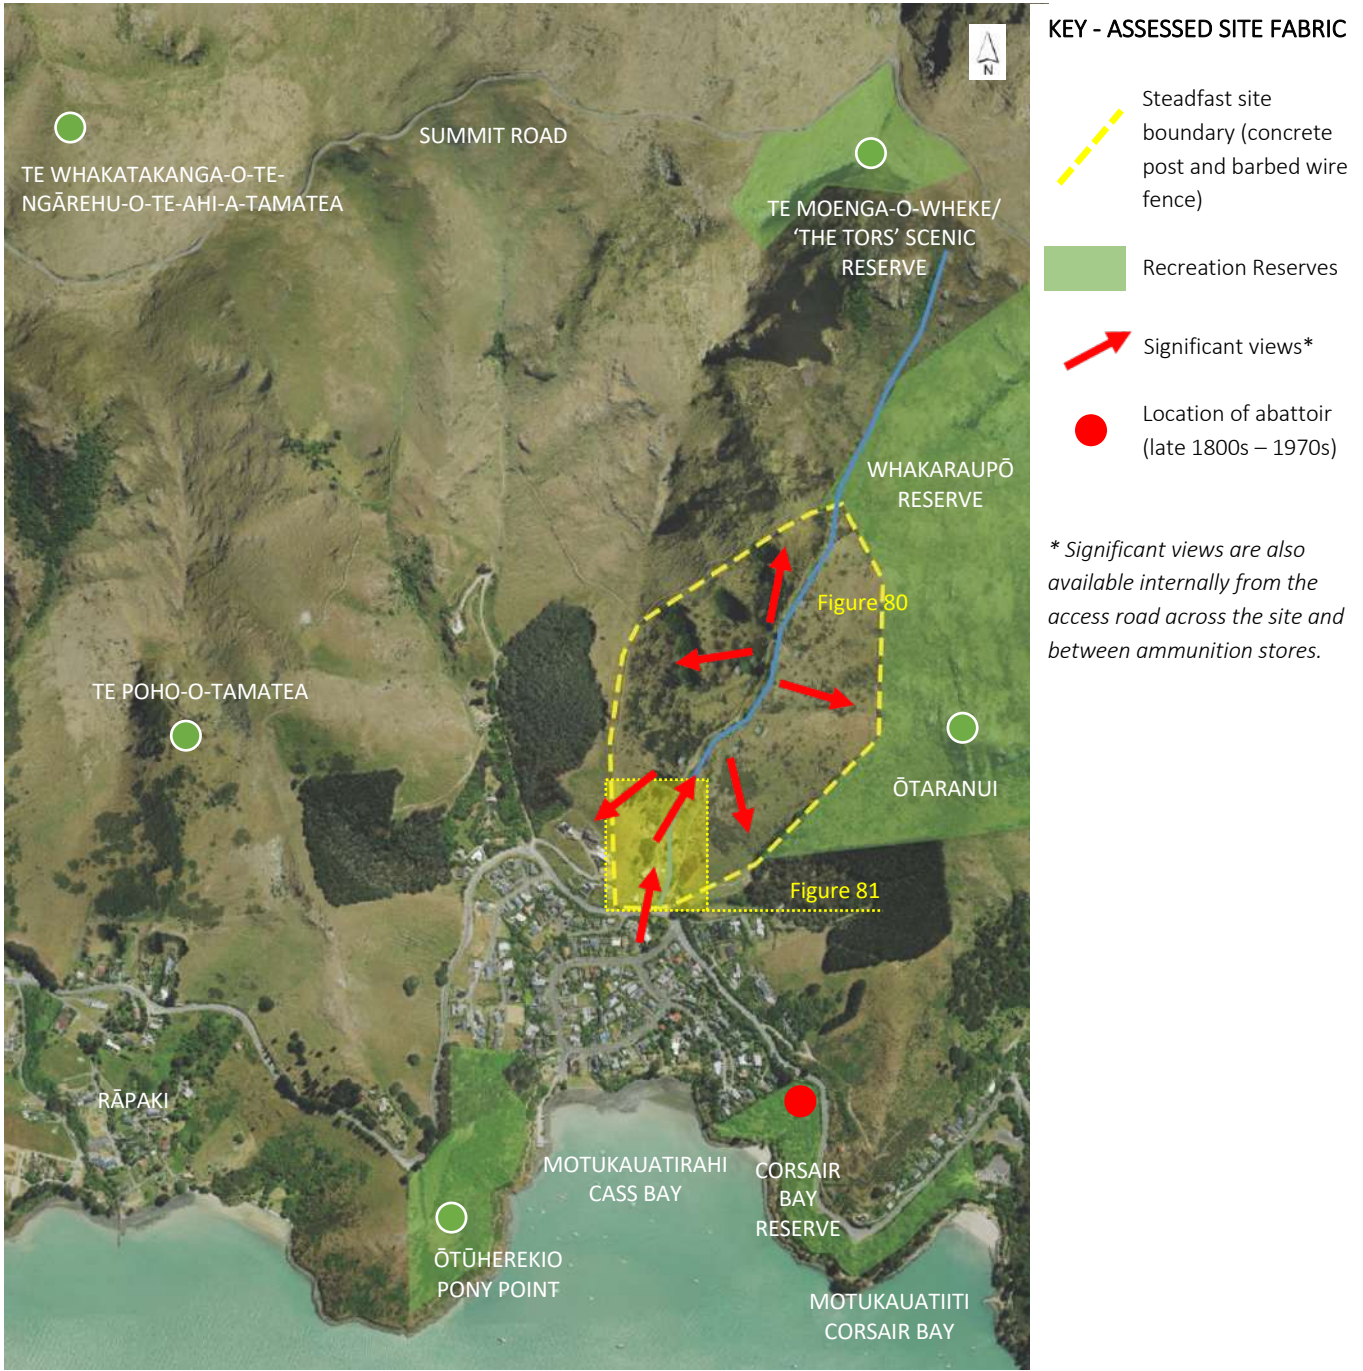 N
SUMMIT ROAD
TE WHAKATAKANGA-O-TE-
NGĀREHU-O-TE-AHI-A-TAMATEA
TE MOENGA-O-WHEKE/
‘THE TORS’ SCENIC
RESERVE
WHAKARAUPŌ
RESERVE
Figure 80
TE POHO-O-TAMATEA
ŌTARANUI
Figure 81
RĀPAKI
MOTUKAUATIRAHI
CASS BAY
CORSAIR
BAY
RESERVE
ŌTŪHEREKIO
PONY POINT
MOTUKAUATIITI
CORSAIR BAY
KEY - ASSESSED SITE FABRIC
Steadfast site
boundary (concrete
post and barbed wire
fence)
Recreation Reserves
Significant views*
Location of abattoir
(late 1800s – 1970s)
* Significant views are also
available internally from the
access road across the site and
between ammunition stores.